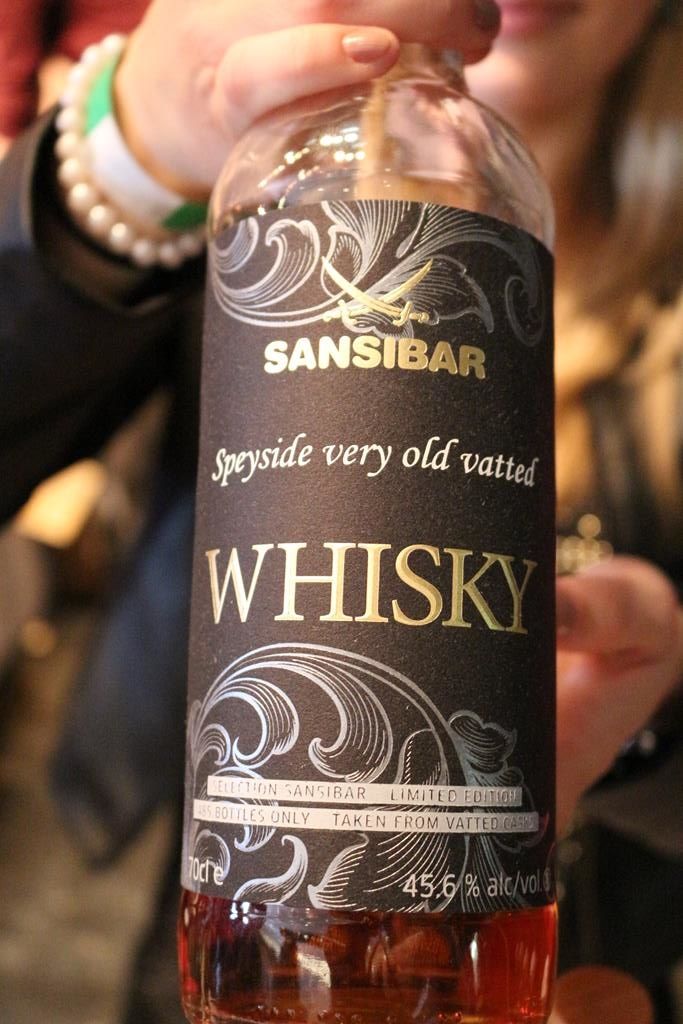 SANSIBAR
Speyside very old vatted
WHISKY
SELECTION SANSIBAR LIMITED EDITION
BOTTLES ONLY TAKEN FROM VATTED CASKS
70cl e 45.6 % alc/vol.